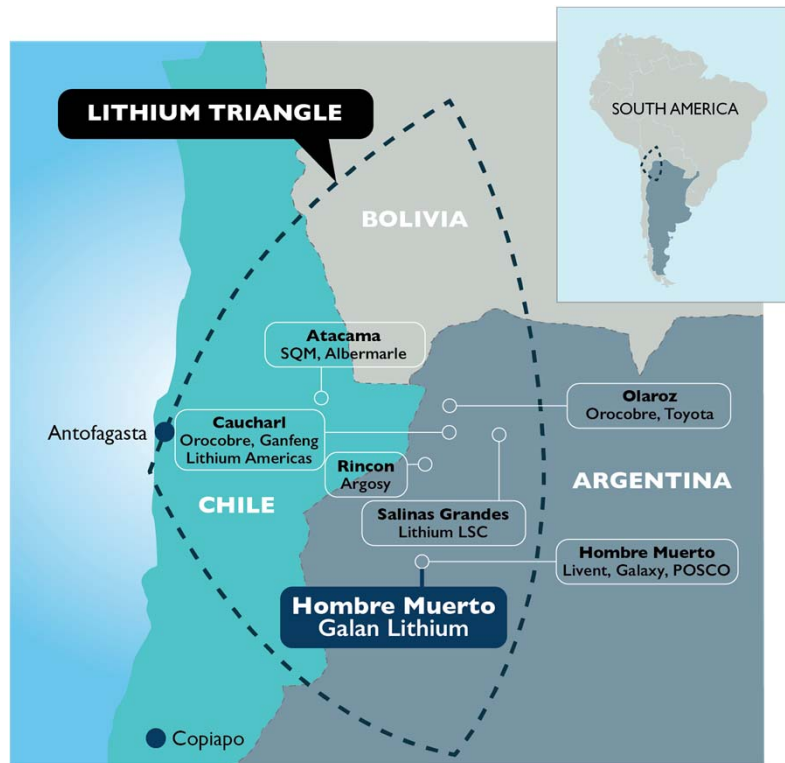 SOUTH AMERICA
LITHIUM TRIANGLE
BOLIVIA
Atacama
SQM, Albermarle
Olaroz
Orocobre, Toyota
Antofagasta
Caucharl
Orocobre, Ganfeng
Lithium Americas
Rincon
Argosy
ARGENTINA
CHILE
Salinas Grandes
Lithium LSC
Hombre Muerto
Livent, Galaxy, POSCO
Hombre Muerto
Galan Lithium
Copiapo